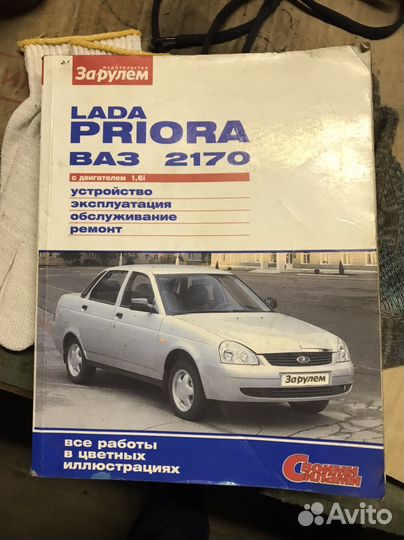 издательство
За рулем
LADA
PRIORA
ВАЗ 2170
с двигателем 1,6i
устройство
эксплуатация
обслуживание
ремонт
За рулем
все работы
в цветных
иллюстрациях
Своими
Силами
Avito